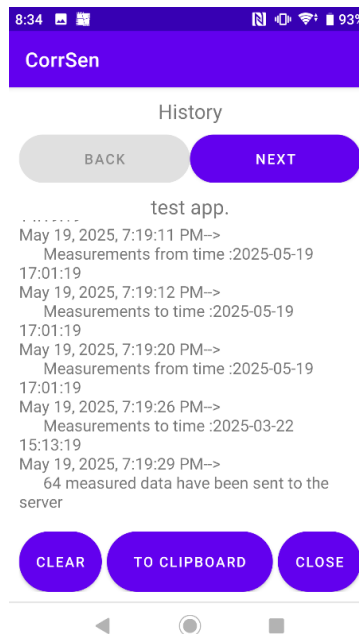 8:34 93%
CorrSen
History
BACK NEXT
test app.
May 19, 2025, 7:19:11 PM-->
Measurements from time :2025-05-19
17:01:19
May 19, 2025, 7:19:12 PM-->
Measurements to time :2025-05-19
17:01:19
May 19, 2025, 7:19:20 PM-->
Measurements from time :2025-05-19
17:01:19
May 19, 2025, 7:19:26 PM-->
Measurements to time :2025-03-22
15:13:19
May 19, 2025, 7:19:29 PM-->
64 measured data have been sent to the
server
CLEAR TO CLIPBOARD CLOSE